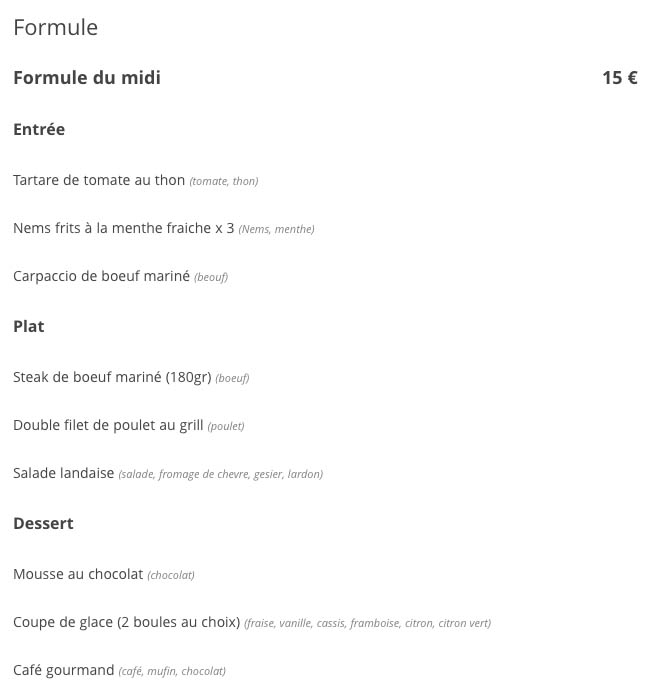 Formule
Formule du midi 15 €
Entrée
Tartare de tomate au thon (tomate, thon)
Nems frits à la menthe fraiche x 3 (Nems, menthe)
Carpaccio de boeuf mariné (beouf)
Plat
Steak de boeuf mariné (180gr) (boeuf)
Double filet de poulet au grill (poulet)
Salade landaise (salade, fromage de chevre, gesier, lardon)
Dessert
Mousse au chocolat (chocolat)
Coupe de glace (2 boules au choix) (fraise, vanille, cassis, framboise, citron, citron vert)
Café gourmand (café, mufin, chocolat)